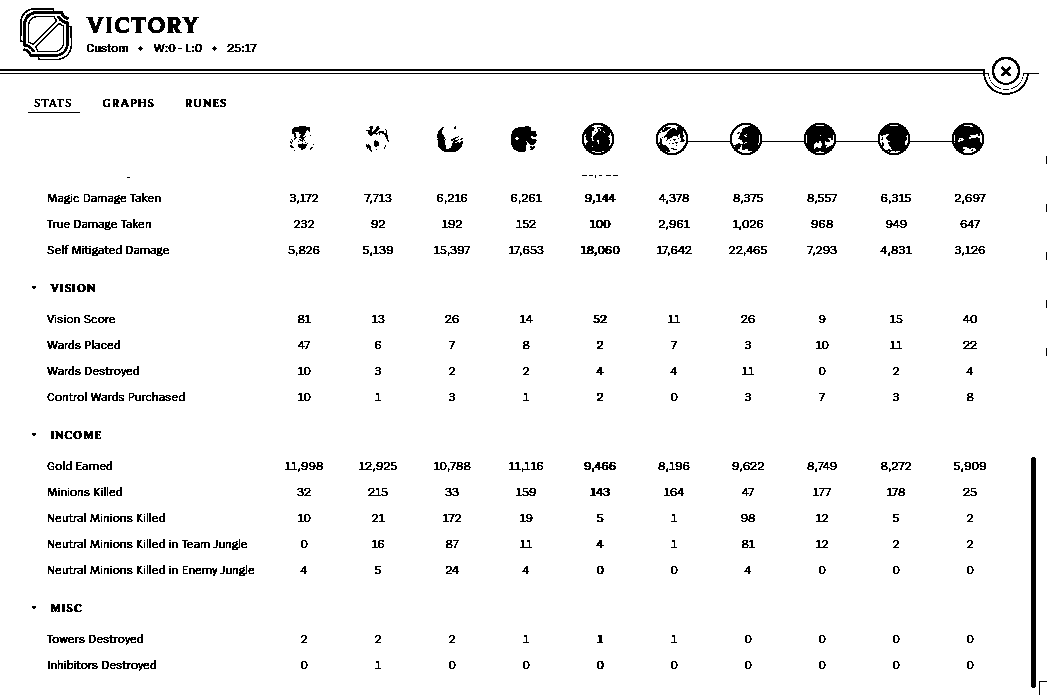 VICTORY
Custom • W:0 - L:0 • 25:17
STATS GRAPHS RUNES
Magic Damage Taken 3,172 7,713 6,216 6,261 9,144 4,378 8,375 8,557 6,315 2,697
True Damage Taken 232 92 192 152 100 2,961 1,026 968 949 647
Self Mitigated Damage 5,826 5,139 15,397 17,653 18,060 17,642 22,465 7,293 4,831 3,126
VISION
Vision Score 81 13 26 14 52 11 26 9 15 40
Wards Placed 47 6 7 8 2 7 3 10 11 22
Wards Destroyed 10 3 2 2 4 4 11 0 2 4
Control Wards Purchased 10 1 3 1 2 0 3 7 3 8
INCOME
Gold Earned 11,998 12,925 10,788 11,116 9,466 8,196 9,622 8,749 8,272 5,909
Minions Killed 32 215 33 159 143 164 47 177 178 25
Neutral Minions Killed 10 21 172 19 5 1 98 12 5 2
Neutral Minions Killed in Team Jungle 0 16 87 11 4 1 81 12 2 2
Neutral Minions Killed in Enemy Jungle 4 5 24 4 0 0 4 0 0 0
MISC
Towers Destroyed 2 2 2 1 1 1 0 0 0 0
Inhibitors Destroyed 0 1 0 0 0 0 0 0 0 0